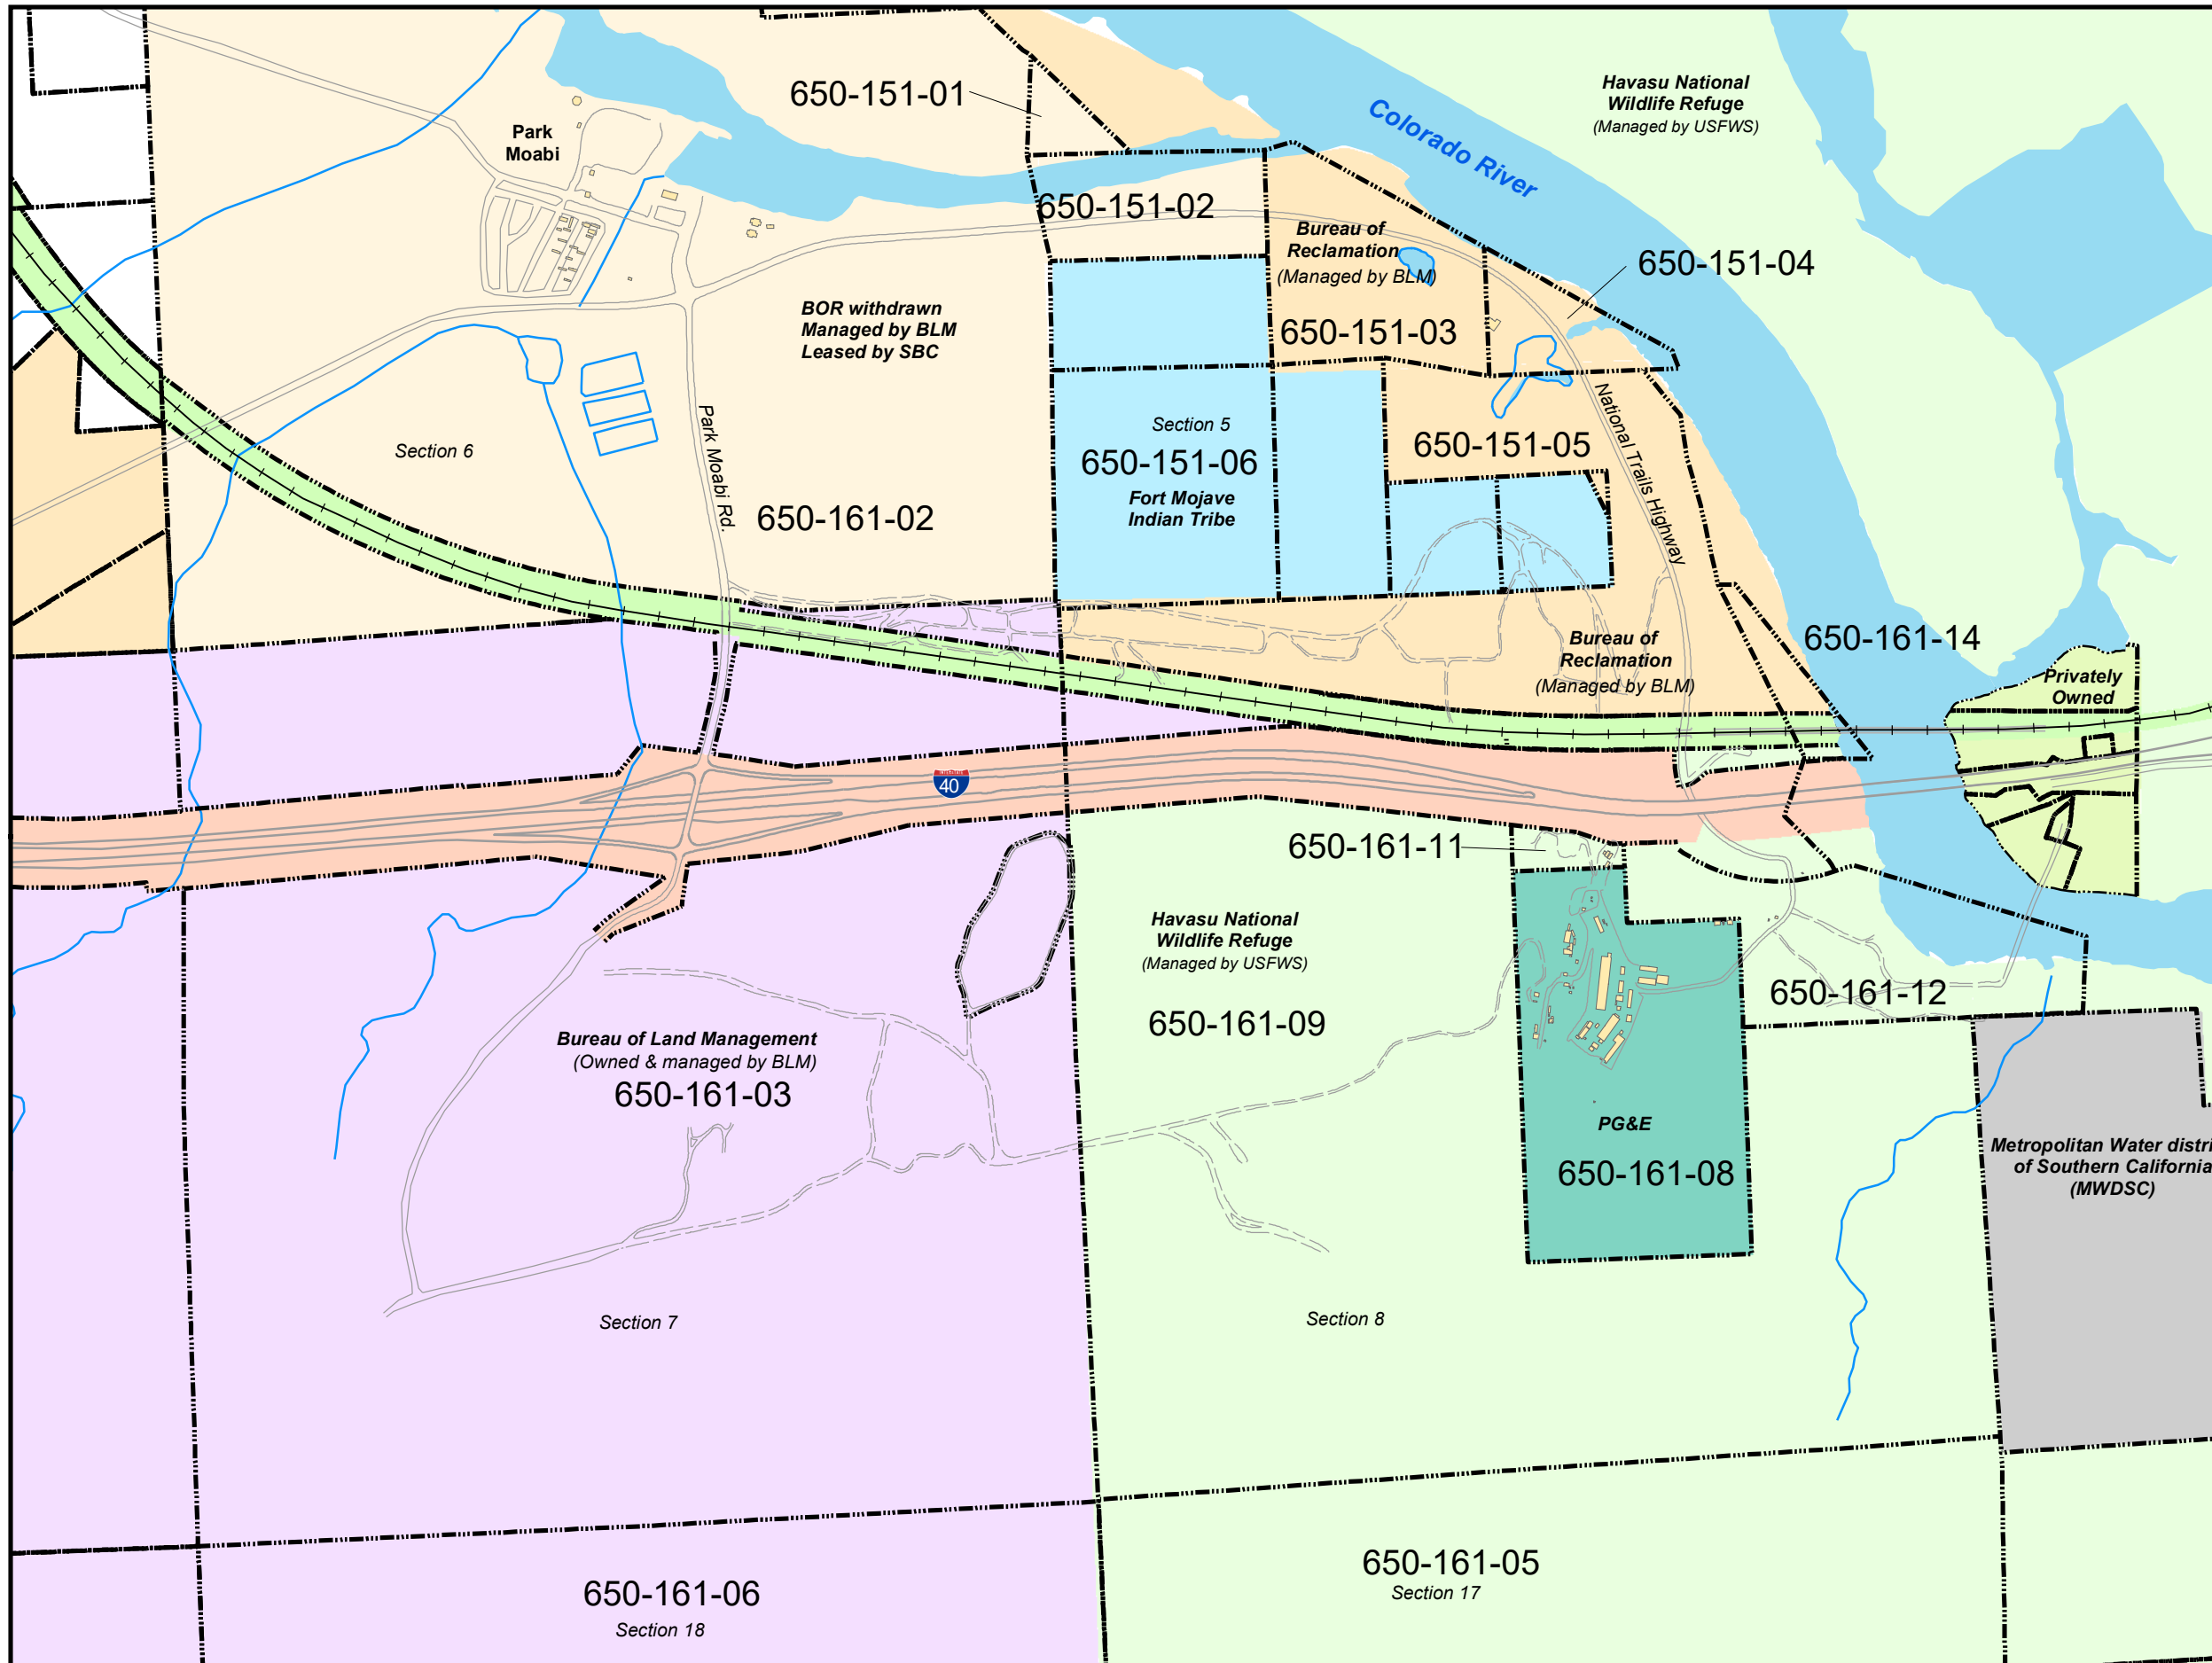 Havasu National
Wildlife Refuge
(Managed by USFWS)
650-151-01
Colorado River
Park
Moabi
650-151-02
Bureau of
Reclamation
(Managed by BLM)
650-151-04
BOR withdrawn
Managed by BLM
Leased by SBC
650-151-03
Park Moabi Rd.
National Trails Highway
Section 5
650-151-06
Fort Mojave
Indian Tribe
650-151-05
Section 6
650-161-02
Bureau of
Reclamation
(Managed by BLM)
650-161-14
Privately
Owned
40
650-161-11
Havasu National
Wildlife Refuge
(Managed by USFWS)
650-161-09
650-161-12
Bureau of Land Management
(Owned & managed by BLM)
650-161-03
PG&E
650-161-08
Metropolitan Water distri
of Southern California
(MWDSC)
Section 7
Section 8
650-161-05
Section 17
650-161-06
Section 18